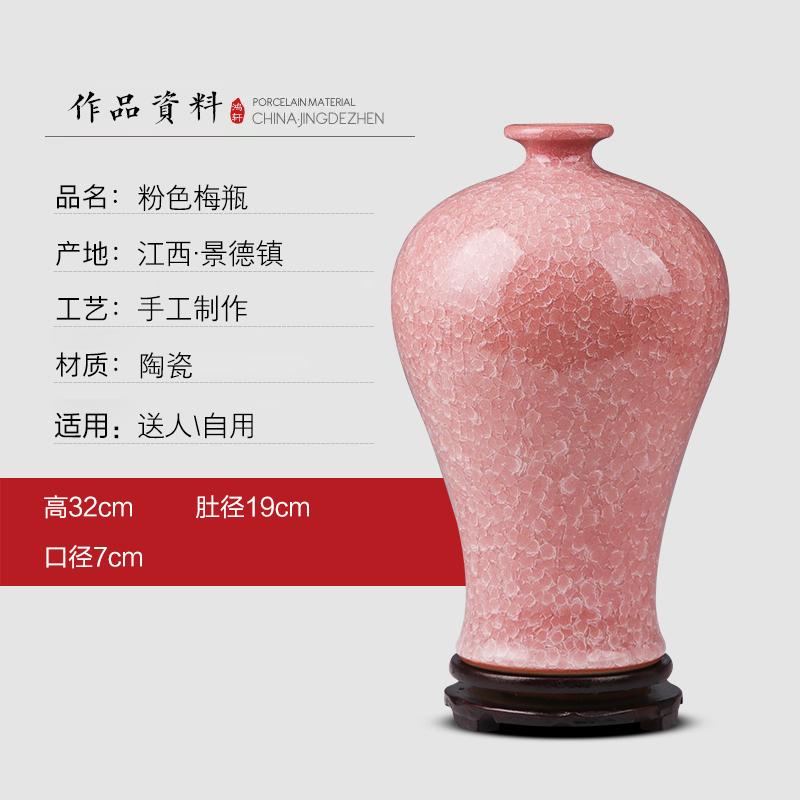 作品資料
鸿轩
PORCELAIN MATERIAL
CHINA·JINGDEZHEN
品名：粉色梅瓶
产地：江西·景德镇
工艺：手工制作
材质：陶瓷
适用：送人\自用
高32cm 肚径19cm
口径7cm